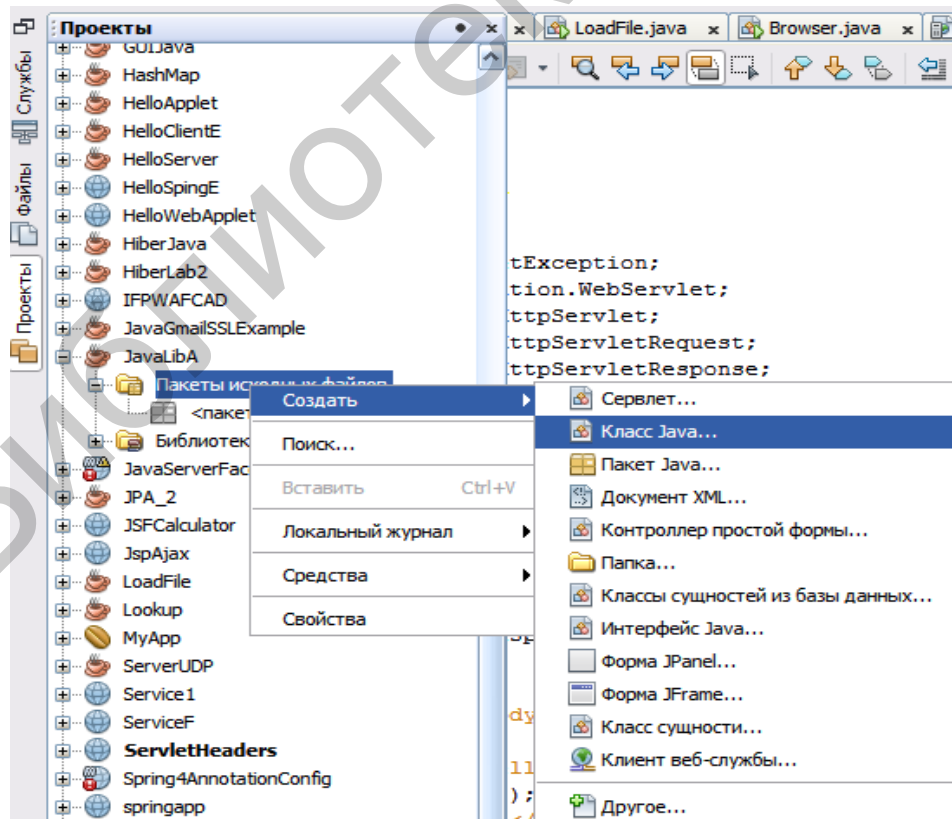 Службы
Файлы
Проекты
Проекты
GUIJava
HashMap
HelloApplet
HelloClientE
HelloServer
HelloSpingE
HelloWebApplet
HiberJava
HiberLab2
IFPWAFCAD
JavaGmailSSLExample
JavaLibA
Пакеты исходных файлов
<пакет
Библиотек
JavaServerFac
JPA_2
JSFCalculator
JspAjax
LoadFile
Lookup
MyApp
ServerUDP
Service1
ServiceF
ServletHeaders
Spring4AnnotationConfig
springapp
LoadFile.java
Browser.java
tException;
tion.WebServlet;
ttpServlet;
ttpServletRequest;
ttpServletResponse;
Создать
Поиск...
Вставить Ctrl+V
Локальный журнал
Средства
Свойства
Сервлет...
Класс Java...
Пакет Java...
Документ XML...
Контроллер простой формы...
Папка...
Классы сущностей из базы данных...
Интерфейс Java...
Форма JPanel...
Форма JFrame...
Класс сущности...
Клиент веб-службы...
Другое...
dy
ll
);